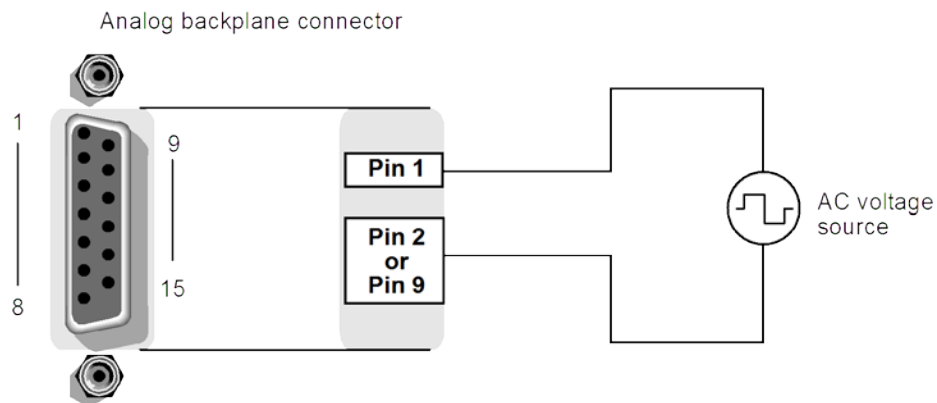 Analog backplane connector
1
9
Pin 1
Pin 2
or
Pin 9
AC voltage
source
15
8